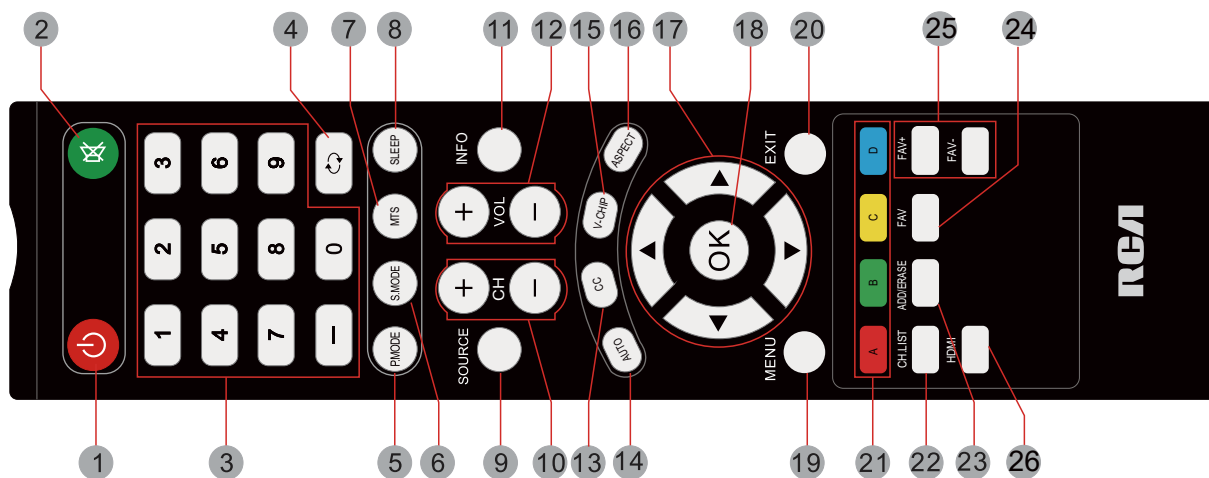 2 4 7 8 11 12 15 16 17 18 20 25 24
1 2 3
4 5 6
7 8 9
— 0
P.MODE S.MODE MTS SLEEP
SOURCE INFO
+ +
CH VOL
— —
AUTO CC V-CHIP ASPECT
OK
MENU EXIT
A B C D
CH.LIST ADD/ERASE FAV FAV+
HDMI FAV-
RCA
1 3 5 6 9 10 13 14 19 21 22 23 26